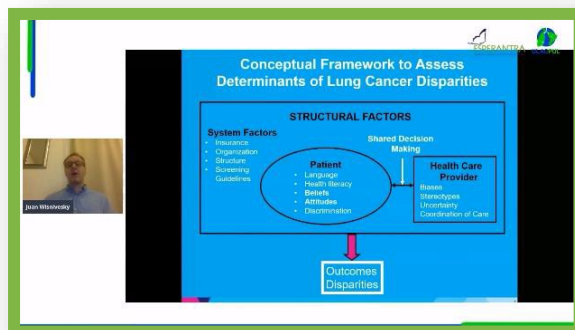 ESPERANTRA
Conceptual Framework to Assess
Determinants of Lung Cancer Disparities
STRUCTURAL FACTORS
System Factors
• Insurance
• Organization
• Structure
• Screening
Guidelines
Shared Decision
Making
Patient
• Language
• Health literacy
• Beliefs
• Attitudes
• Discrimination
Health Care
Provider
Biases
Stereotypes
Uncertainty
Coordination of Care
Juan Wisnivesky
Outcomes
Disparities